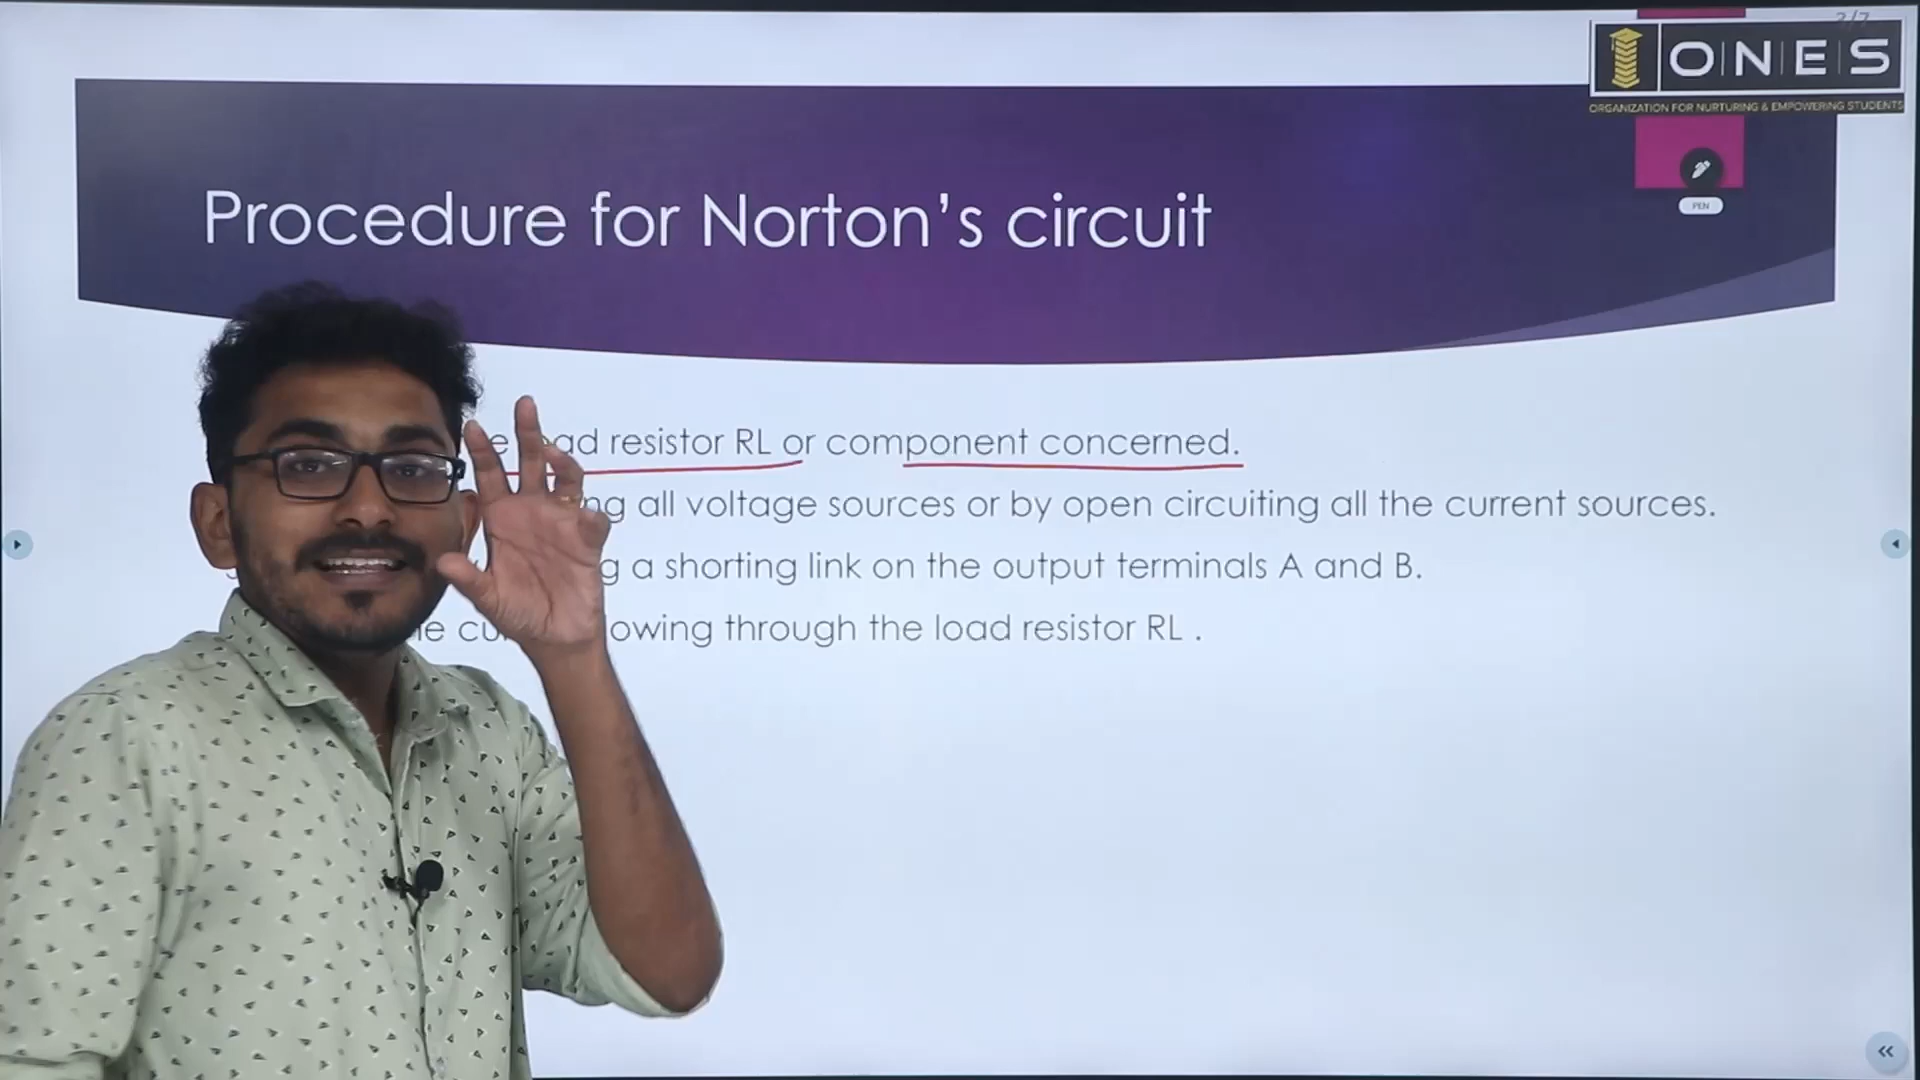 2/7
O|N|E|S
ORGANIZATION FOR NURTURING & EMPOWERING STUDENTS
PEN
Procedure for Norton’s circuit
resistor RL or component concerned.
all voltage sources or by open circuiting all the current sources.
a shorting link on the output terminals A and B.
through the load resistor RL .